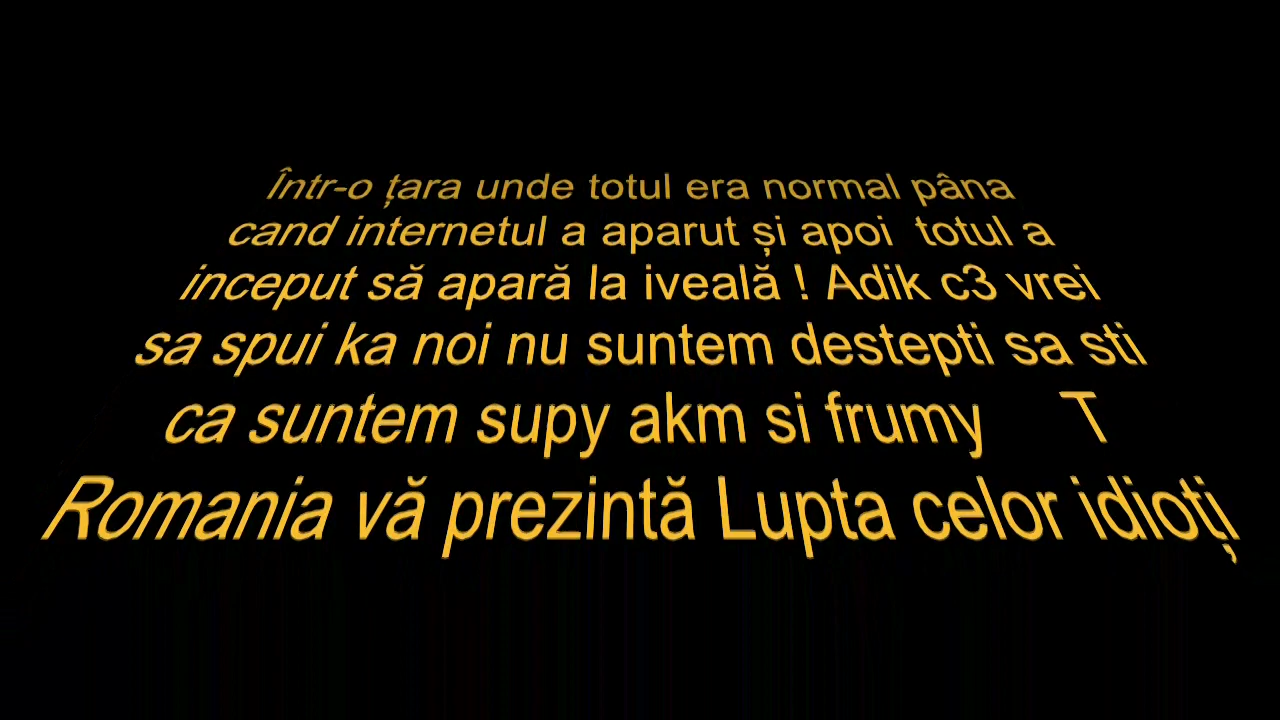 Într-o țara unde totul era normal pâna
cand internetul a aparut și apoi totul a
inceput să apară la iveală ! Adik c3 vrei
sa spui ka noi nu suntem destepti sa sti
ca suntem supy akm si frumy T
Romania vă prezintă Lupta celor idioți